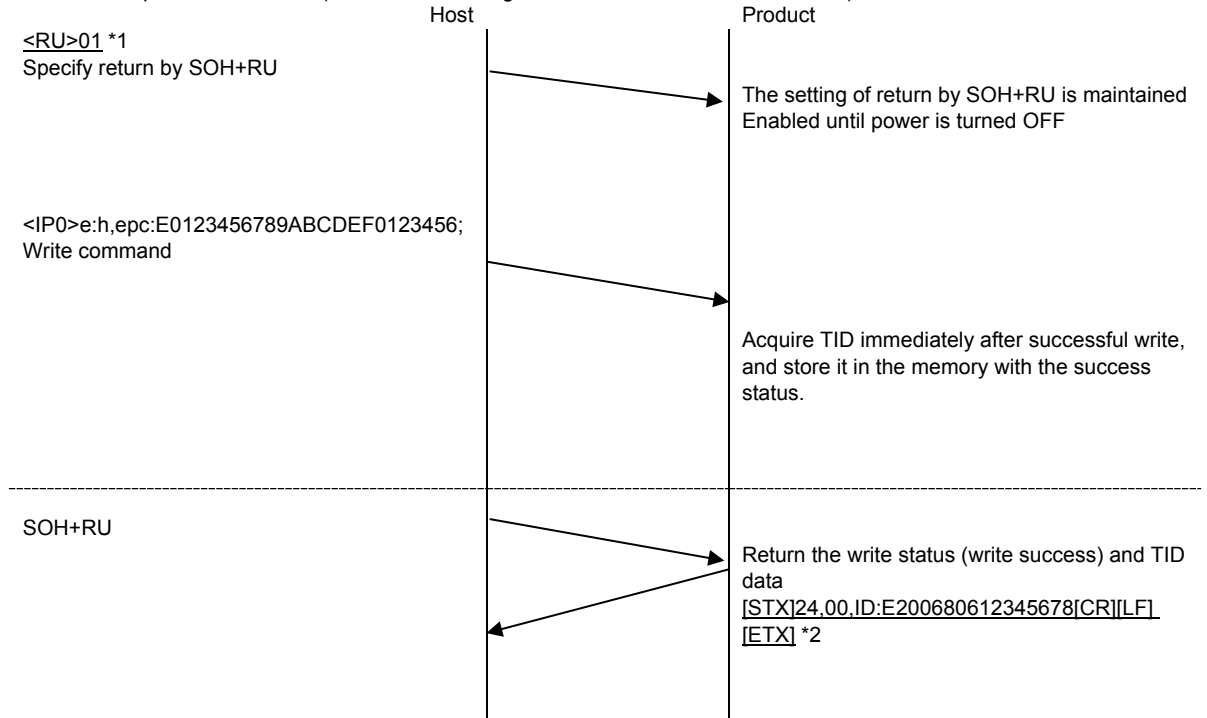 Host
Product
<RU>01 *1
Specify return by SOH+RU
The setting of return by SOH+RU is maintained
Enabled until power is turned OFF
<IP0>e:h,epc:E0123456789ABCDEF0123456;
Write command
Acquire TID immediately after successful write,
and store it in the memory with the success
status.
SOH+RU
Return the write status (write success) and TID
data
[STX]24,00,ID:E200680612345678[CR][LF]
[ETX] *2